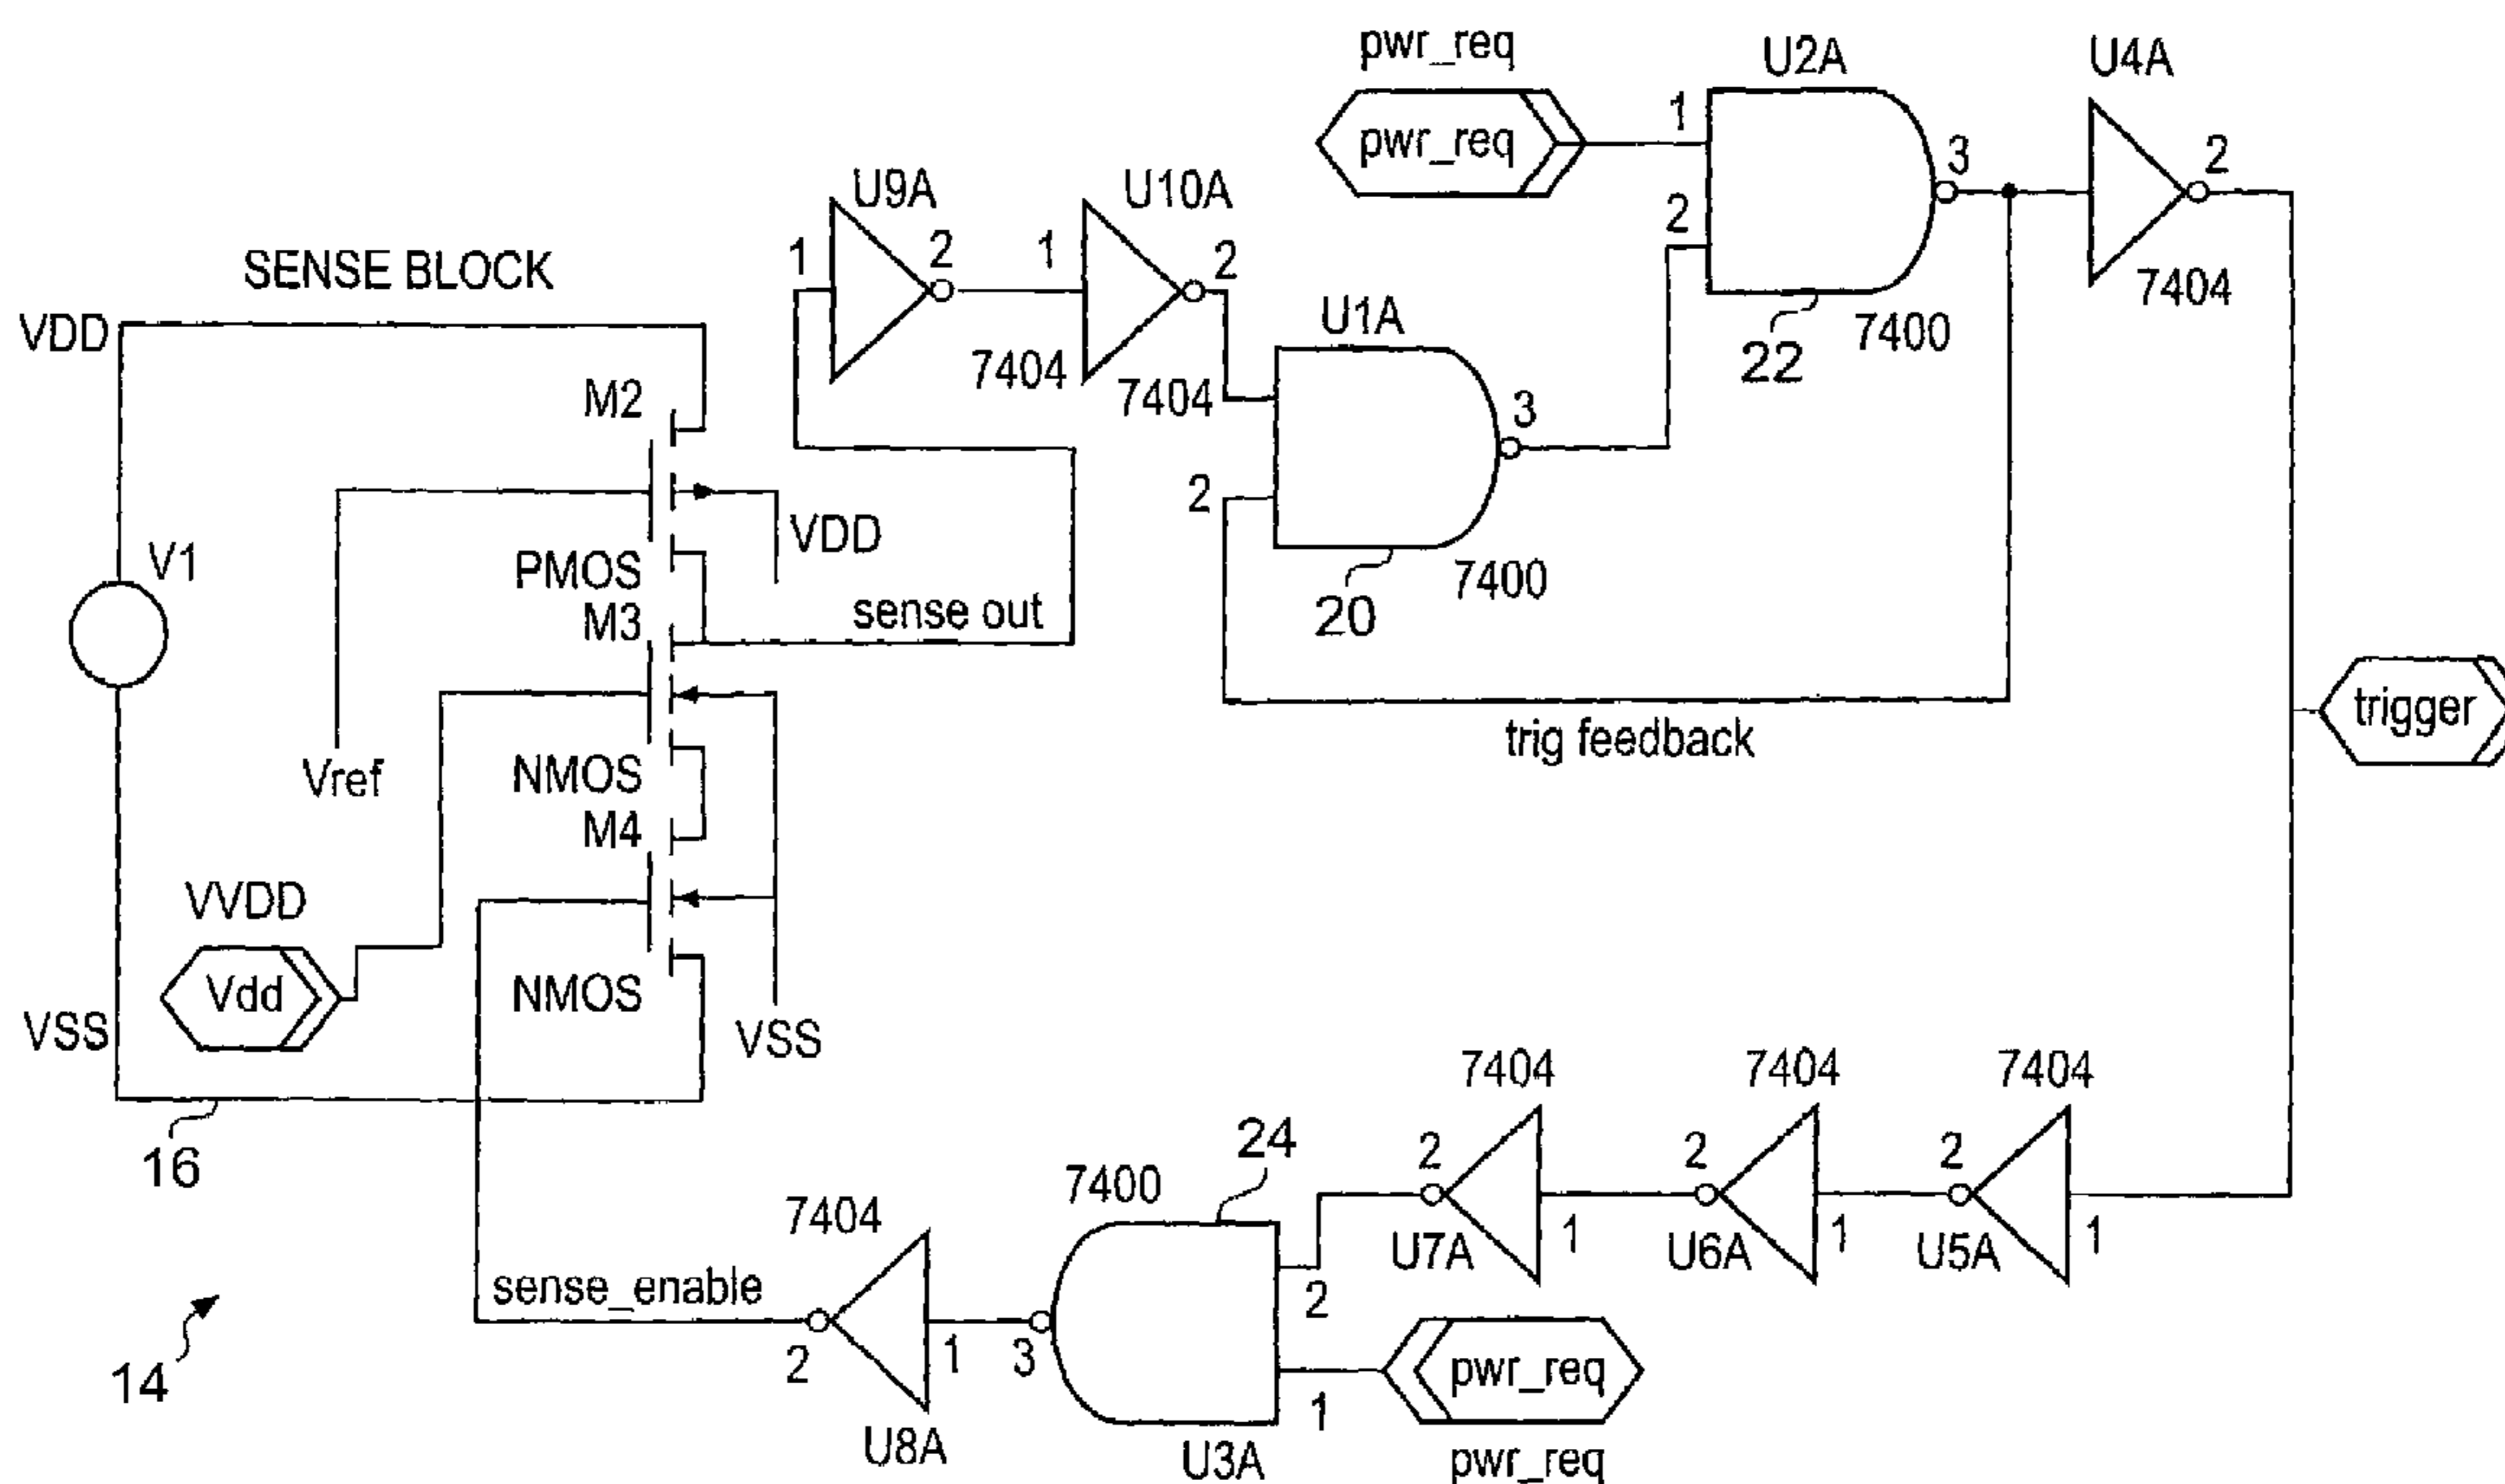 pwr_req
U2A
U4A
pwr_req
1
3
2
2
U9A
U10A
7404
1
2
1
2
SENSE BLOCK
VDD
7404
7404
U1A
22
7400
M2
3
2
V1
VDD
PMOS
7400
M3
sense out
20
trig feedback
trigger
Vref
NMOS
M4
VVDD
Vdd
NMOS
VSS
VSS
16
7404
7404
7404
24
7400
2
2
2
7404
1
1
1
U7A
U6A
U5A
sense_enable
2
14
2
1
3
1
pwr_req
U8A
U3A
pwr_req